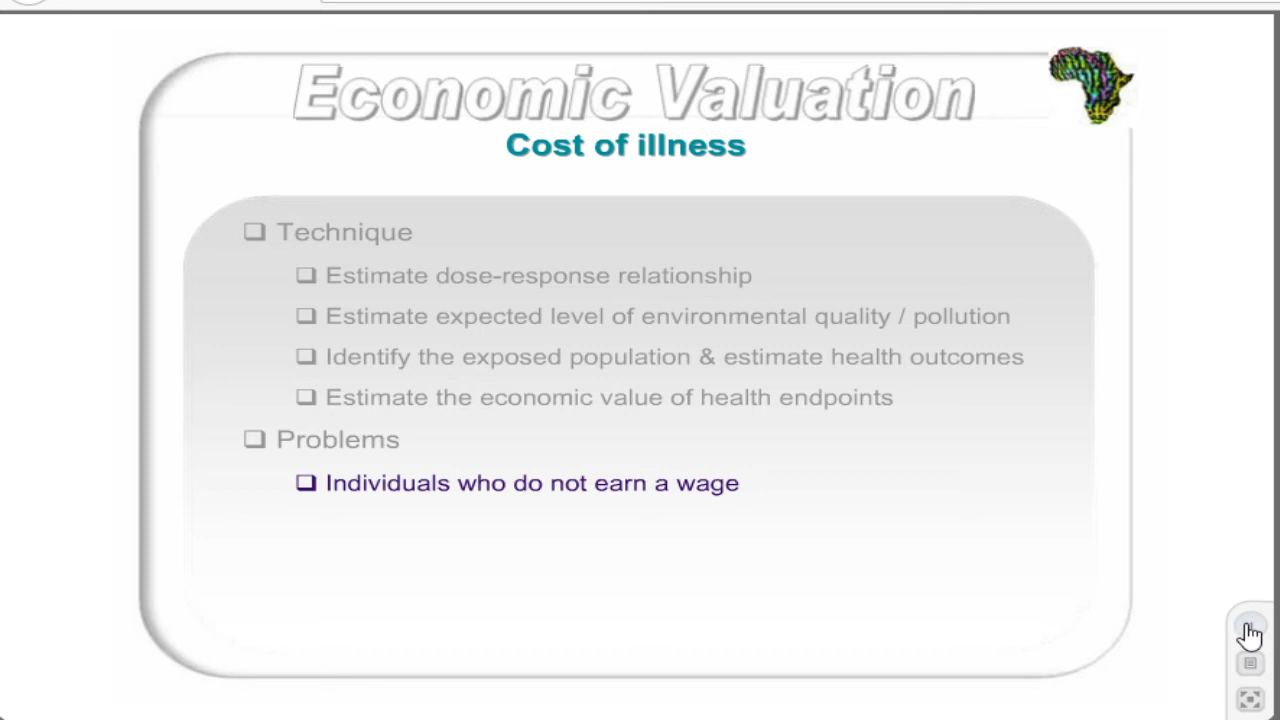 Economic Valuation
Cost of illness
Technique
Estimate dose-response relationship
Estimate expected level of environmental quality / pollution
Identify the exposed population & estimate health outcomes
Estimate the economic value of health endpoints
Problems
Individuals who do not earn a wage